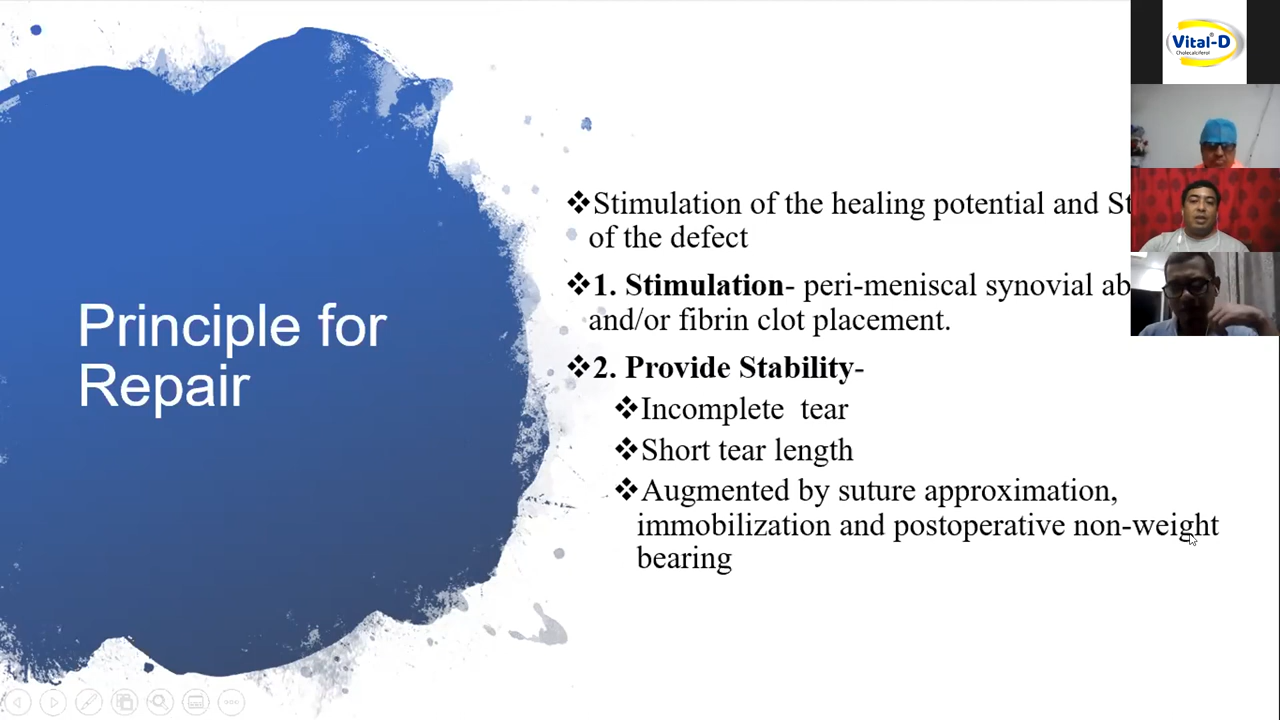 Vital-D
Cholecalciferol
❖Stimulation of the healing potential and
of the defect
❖1. Stimulation- peri-meniscal synovial
and/or fibrin clot placement.
Principle for
Repair
❖2. Provide Stability-
❖Incomplete tear
❖Short tear length
❖Augmented by suture approximation,
immobilization and postoperative non-weight
bearing